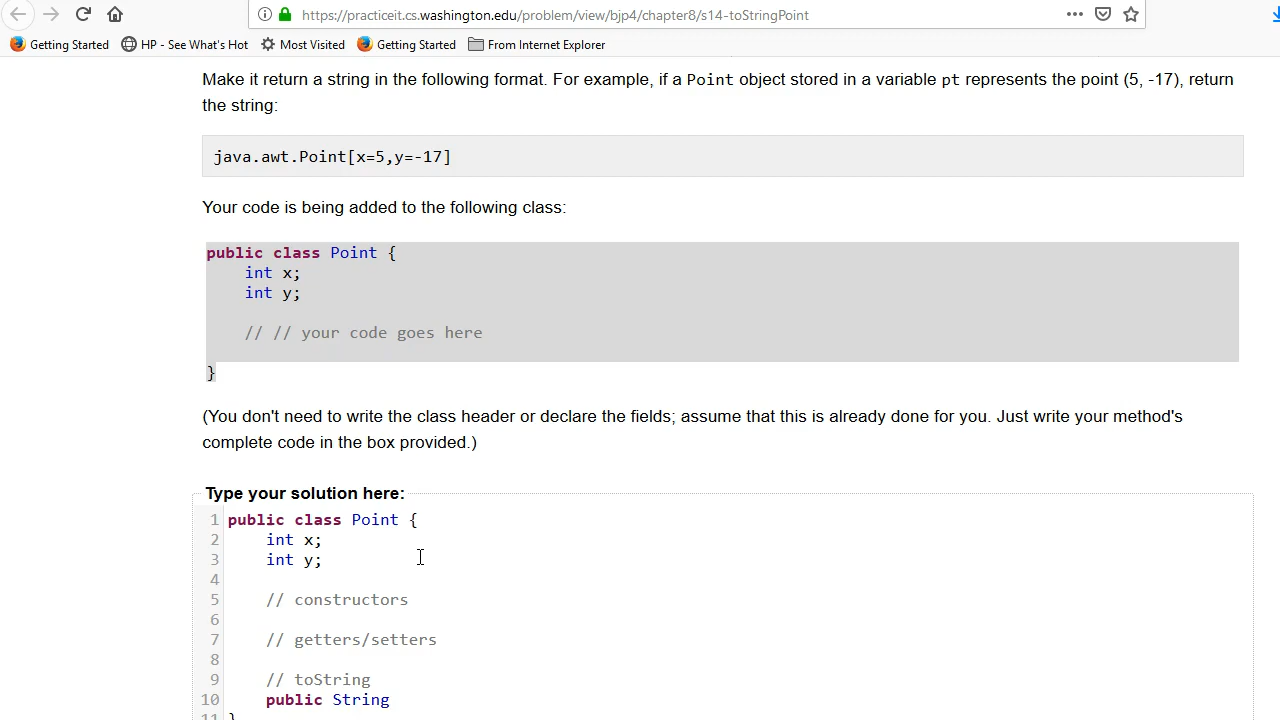 https://practiceit.cs.washington.edu/problem/view/bjp4/chapter8/s14-toStringPoint
Getting Started HP - See What's Hot Most Visited Getting Started From Internet Explorer
Make it return a string in the following format. For example, if a Point object stored in a variable pt represents the point (5, -17), return
the string:
java.awt.Point[x=5,y=-17]
Your code is being added to the following class:
public class Point {
    int x;
    int y;
    // // your code goes here
}
(You don't need to write the class header or declare the fields; assume that this is already done for you. Just write your method's
complete code in the box provided.)
Type your solution here:
1 public class Point {
2     int x;
3     int y;
4
5     // constructors
6
7     // getters/setters
8
9     // toString
10     public String
11 }